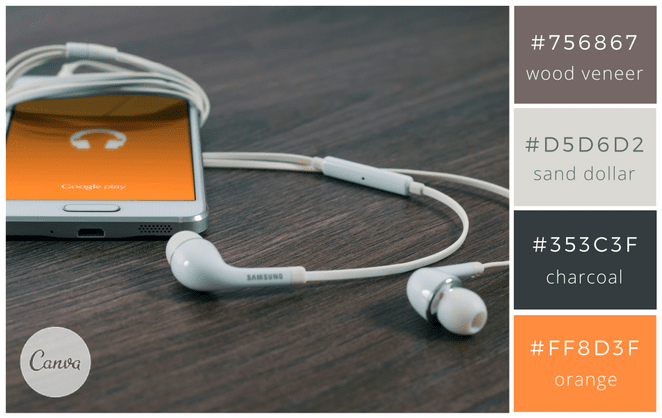 Google play
SAMSUNG
Canva
#756867
wood veneer
#D5D6D2
sand dollar
#353C3F
charcoal
#FF8D3F
orange